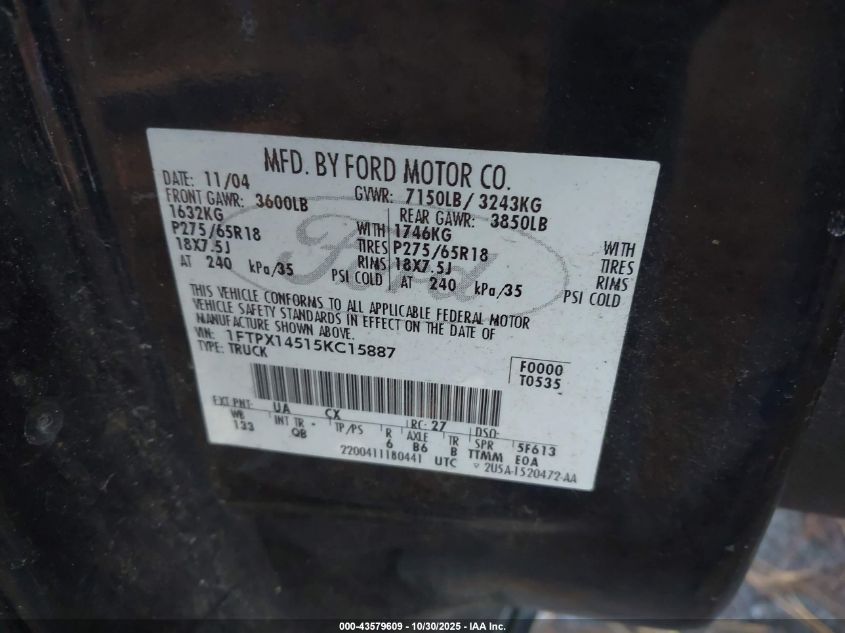 MFD. BY FORD MOTOR CO.
DATE: 11/04 GVWR: 7150LB/ 3243KG
FRONT GAWR: 3600LB REAR GAWR: 3850LB
1632KG WITH 1746KG WITH
P275/65R18 TIRES P275/65R18 TIRES
18X7.5J RIMS 18X7.5J RIMS
AT 240 kPa/35 PSI COLD AT 240 kPa/35 PSI COLD
THIS VEHICLE CONFORMS TO ALL APPLICABLE FEDERAL MOTOR
VEHICLE SAFETY STANDARDS IN EFFECT ON THE DATE OF
MANUFACTURE SHOWN ABOVE.
VIN: 1FTPX14515KC15887
TYPE: TRUCK
F0000
T0535
Ford
EXT PNT: UA CX RC: 27 DSO:
WB INT TR TP/PS R AXLE TR SPR 5F613
133 QB 6 B6 B TTMM E0A
2200411180441 UTC 2U5A-1520472-AA
000-43579609 - 10/30/2025 - IAA Inc.